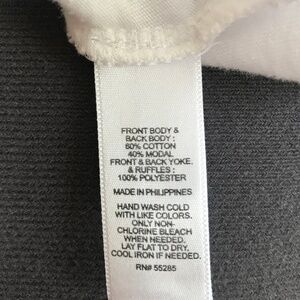 FRONT BODY &
BACK BODY :
60% COTTON
40% MODAL
FRONT & BACK YOKE.
& RUFFLES :
100% POLYESTER
MADE IN PHILIPPINES
HAND WASH COLD
WITH LIKE COLORS.
ONLY NON-
CHLORINE BLEACH
WHEN NEEDED.
LAY FLAT TO DRY.
COOL IRON IF NEEDED.
RN# 55285